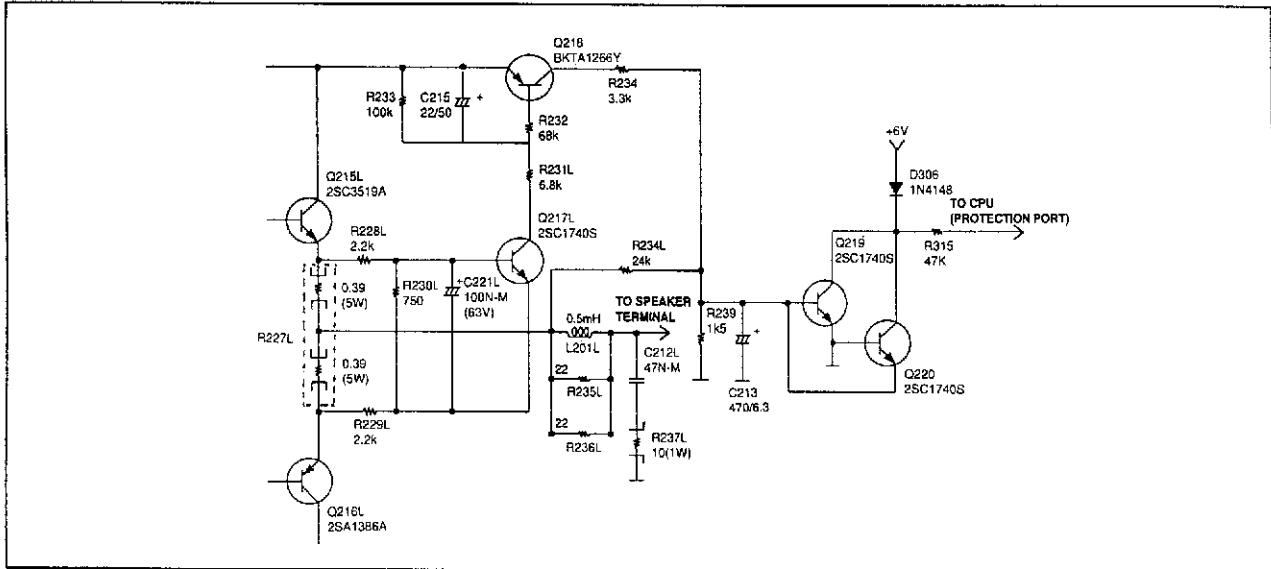 Q218
BKTA1266Y
R234
3.3k
R233
100k
C215
22/50
+
R232
68k
+6V
R231L
6.8k
D306
1N4148
Q215L
2SC3519A
TO CPU
(PROTECTION PORT)
Q217L
2SC1740S
R228L
2.2k
Q219
2SC1740S
R315
47K
R234L
24k
0.39
(5W)
R230L
750
+
C221L
100N-M
(63V)
TO SPEAKER
TERMINAL
0.5mH
L201L
R239
1k5
+
R227L
C212L
47N-M
0.39
(5W)
22
R235L
Q220
2SC1740S
C213
470/6.3
R229L
2.2k
22
R236L
R237L
10(1W)
Q216L
2SA1386A